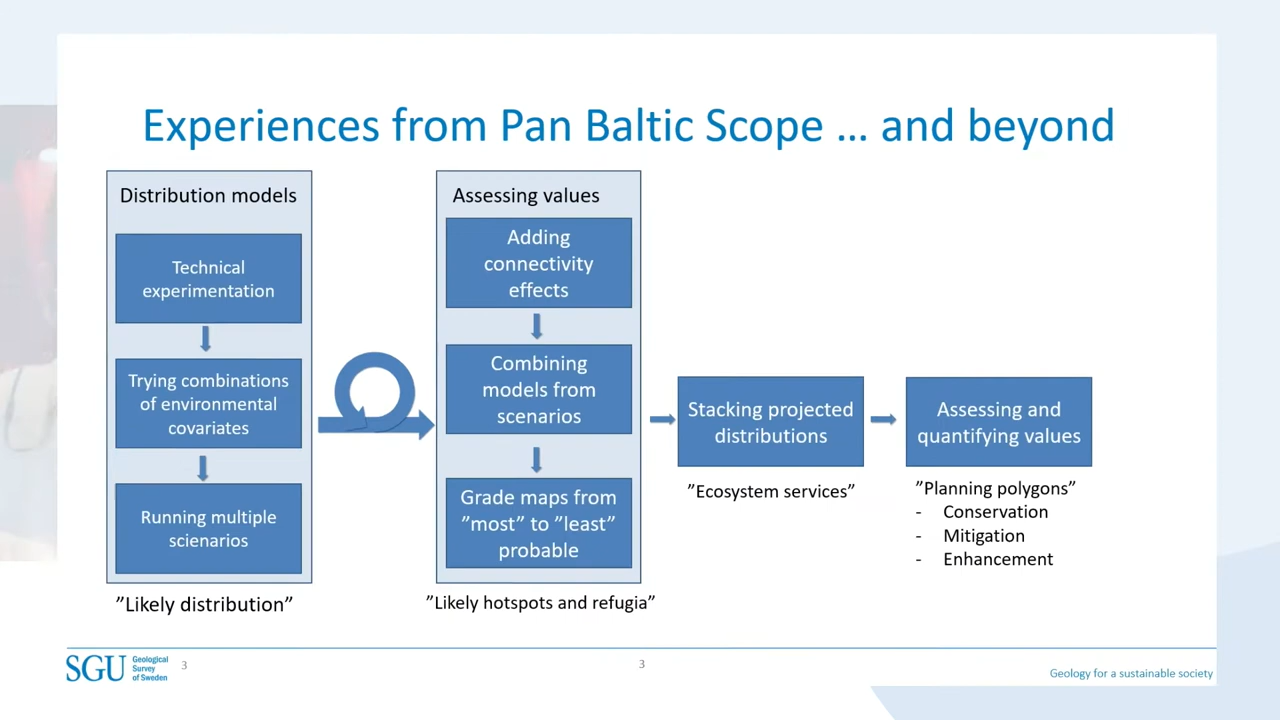 Experiences from Pan Baltic Scope … and beyond
Distribution models
Technical
experimentation
Trying combinations
of environmental
covariates
Running multiple
scienarios
”Likely distribution”
Assessing values
Adding
connectivity
effects
Combining
models from
scenarios
Grade maps from
”most” to ”least”
probable
”Likely hotspots and refugia”
Stacking projected
distributions
”Ecosystem services”
Assessing and
quantifying values
”Planning polygons”
- Conservation
- Mitigation
- Enhancement
SGU
Geological
Survey
of Sweden
3
3
Geology for a sustainable society